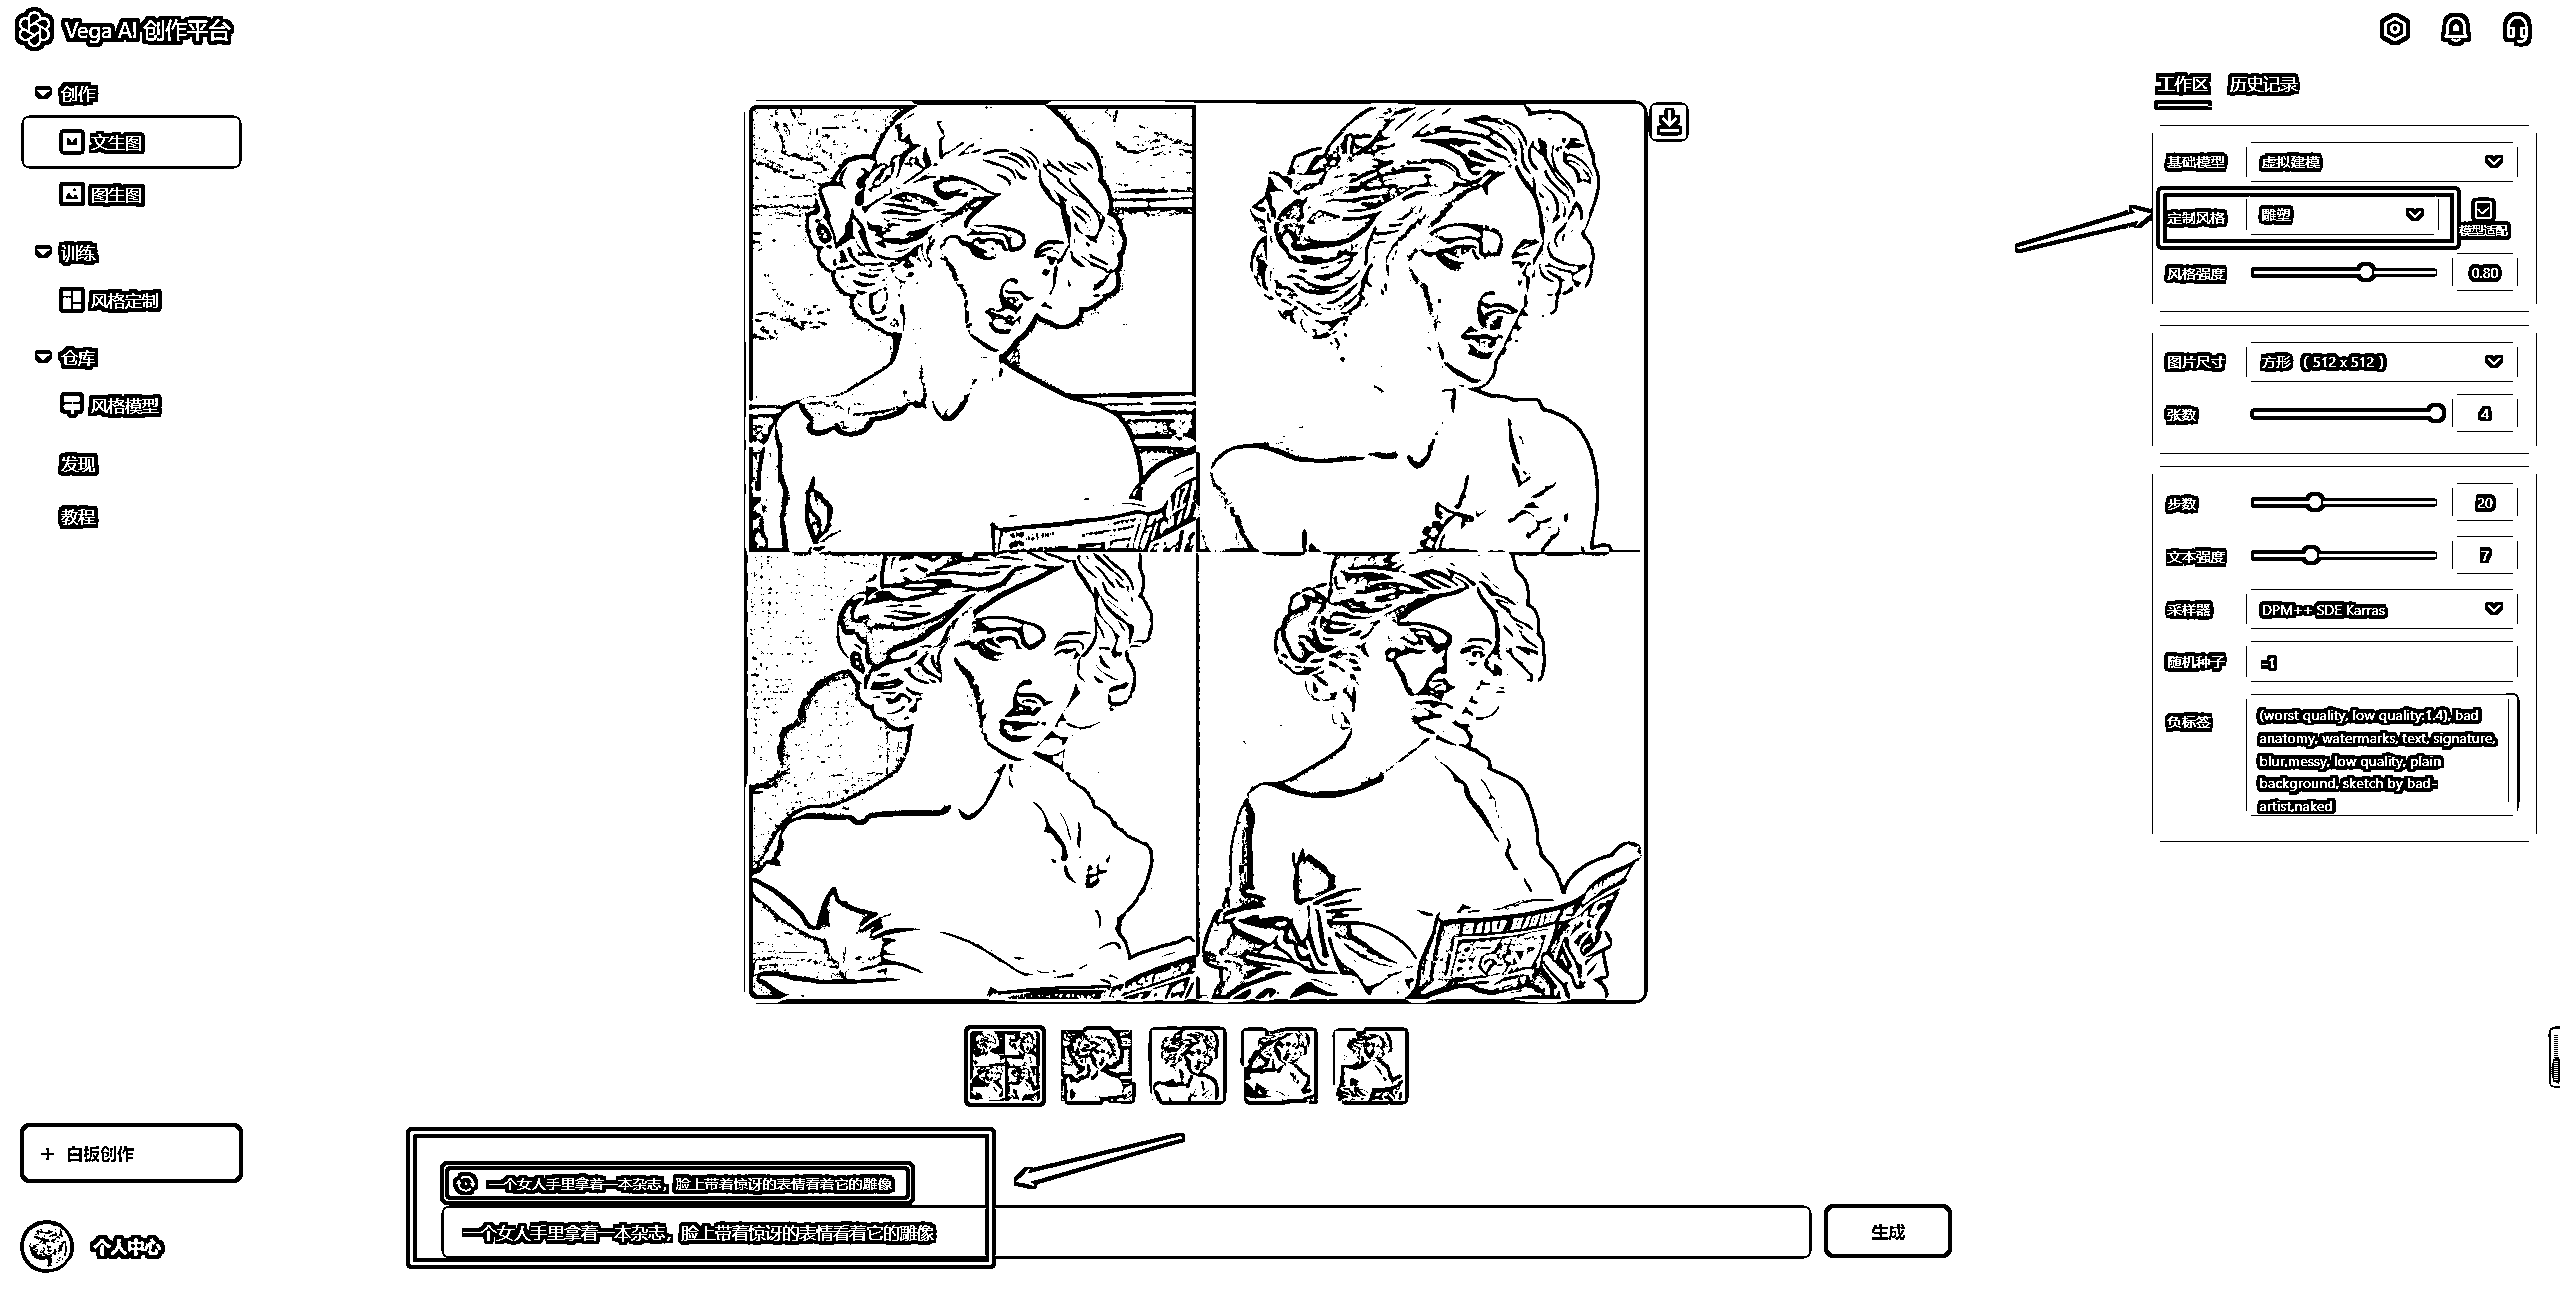 Vega AI 创作平台
创作
文生图
图生图
训练
风格定制
仓库
风格模型
发现
教程
+ 白板创作
个人中心
一个女人手里拿着一本杂志，脸上带着惊讶的表情看着它的雕像
一个女人手里拿着一本杂志，脸上带着惊讶的表情看着它的雕像
生成
工作区 历史记录
基础模型 虚拟建模
定制风格 雕塑
模型适配
风格强度 0.80
图片尺寸 方形 （512 x 512）
张数 4
步数 20
文本强度 7
采样器 DPM++ SDE Karras
随机种子 -1
负标签 (worst quality, low quality:1.4), bad
anatomy, watermarks, text, signature,
blur,messy, low quality, plain
background, sketch by bad-
artist,naked